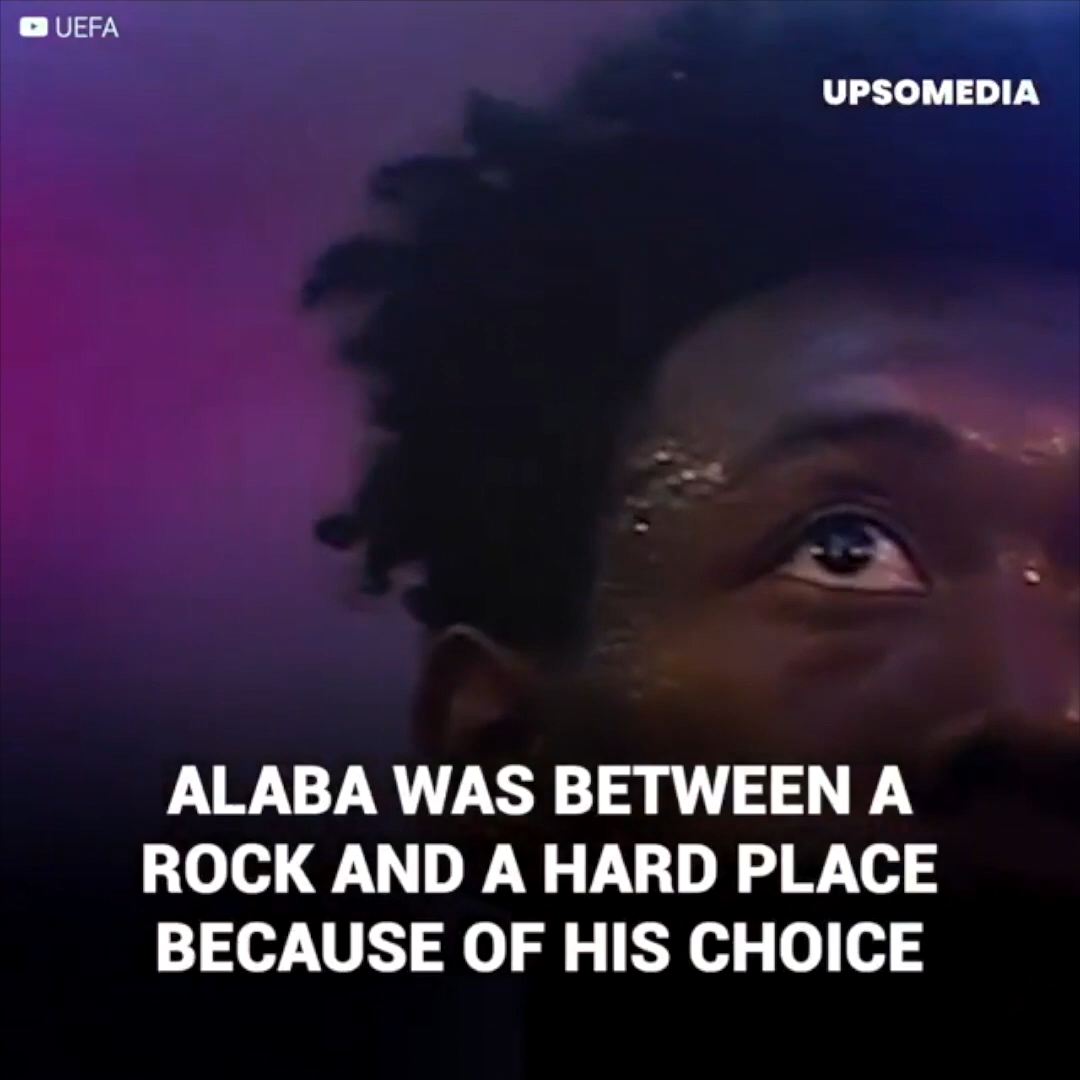 UEFA
UPSOMEDIA
ALABA WAS BETWEEN A
ROCK AND A HARD PLACE
BECAUSE OF HIS CHOICE